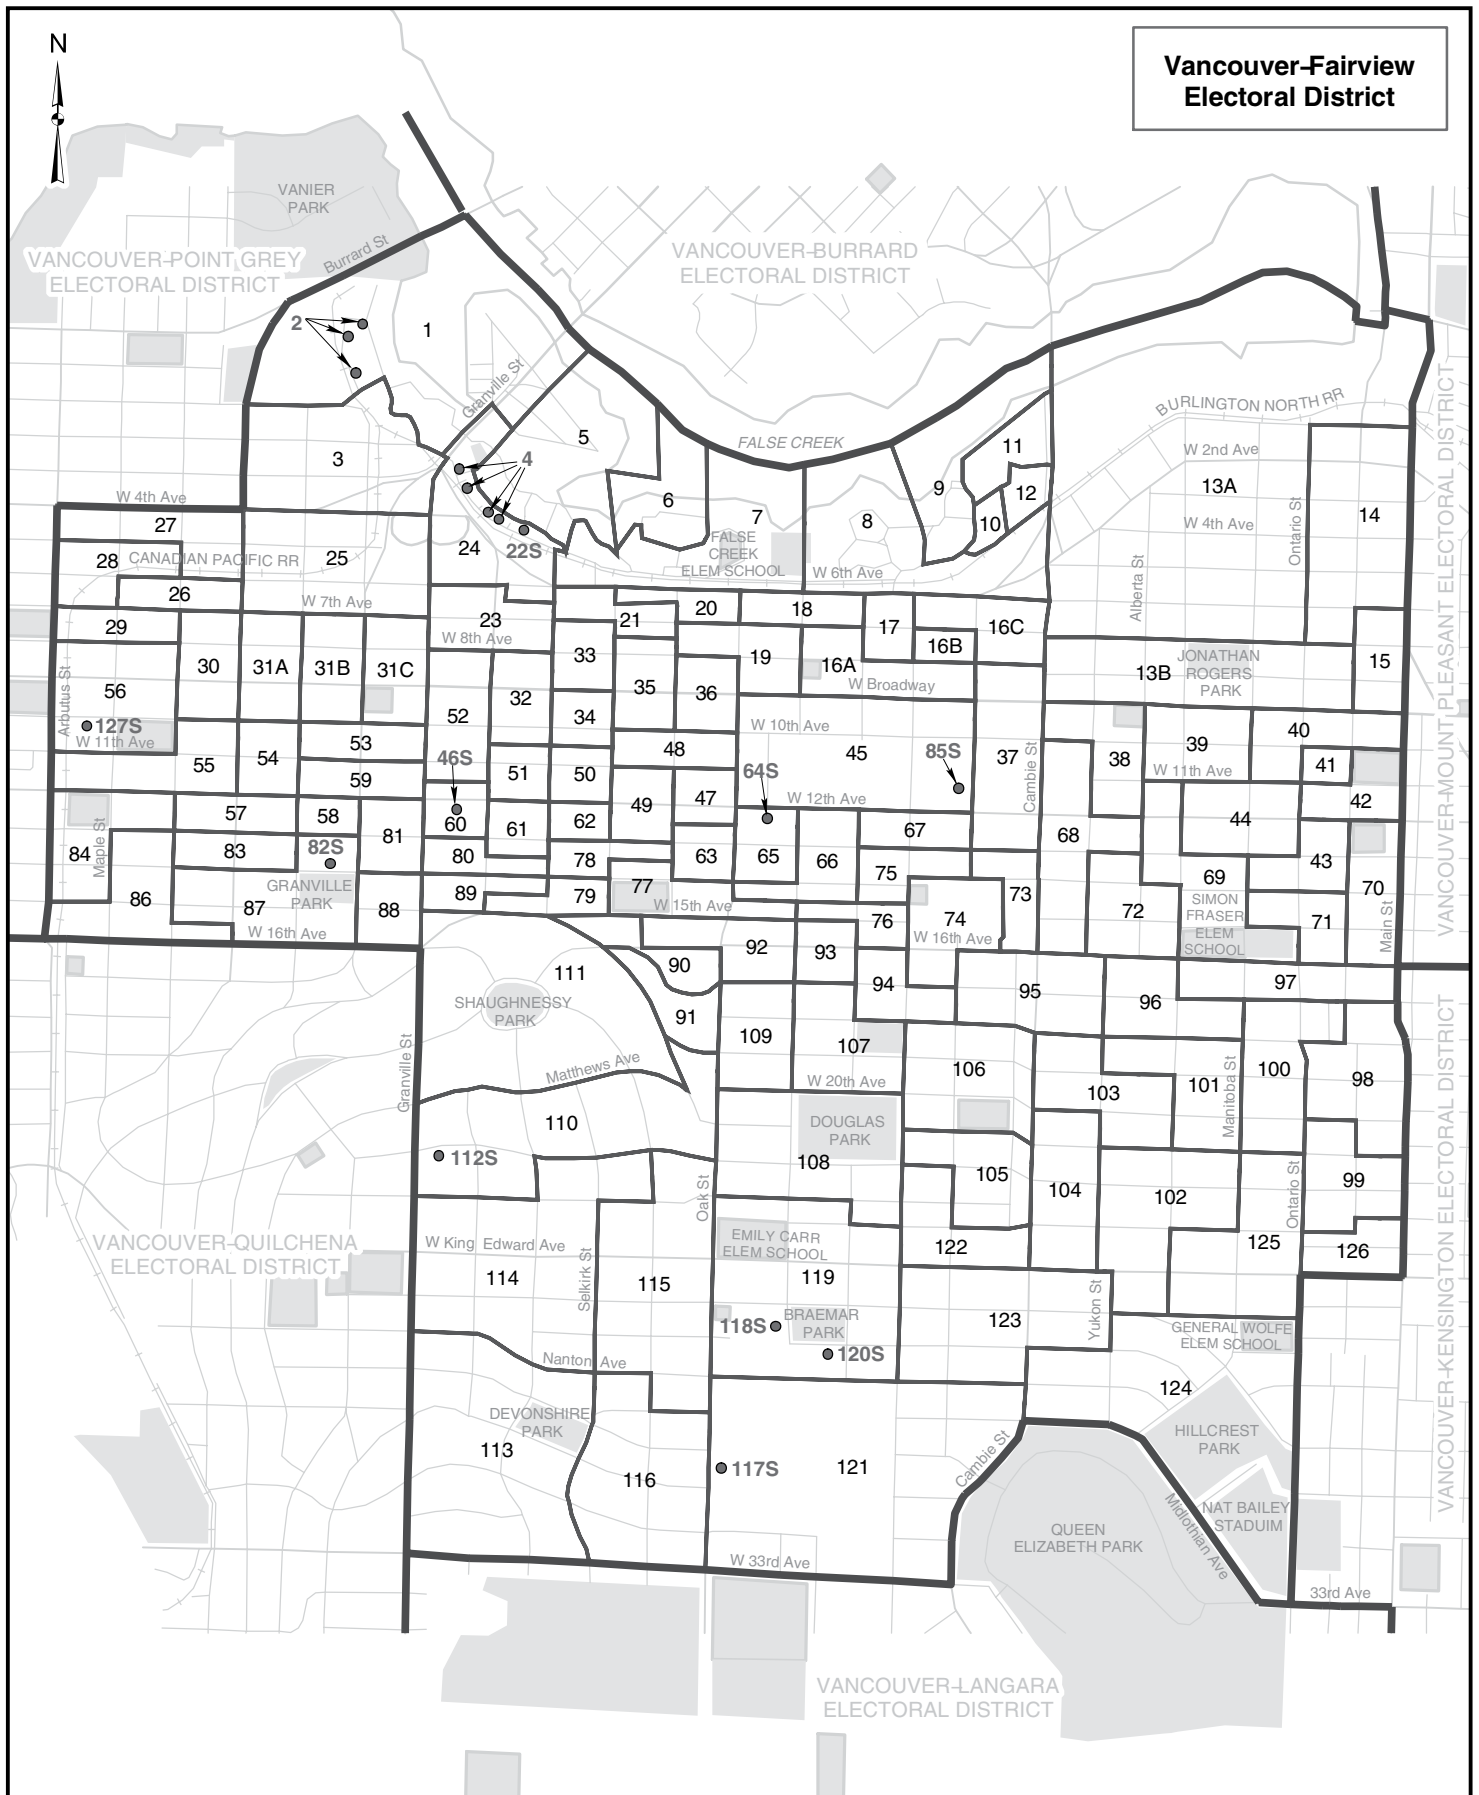 N
Vancouver–Fairview
Electoral District
VANIER
PARK
VANCOUVER–POINT GREY
ELECTORAL DISTRICT
Burrard St
VANCOUVER–BURRARD
ELECTORAL DISTRICT
2
1
Granville St
5
4
3
FALSE CREEK
BURLINGTON NORTH RR
11
W 2nd Ave
9
12
13A
14
W 4th Ave
27
6
7
8
10
W 4th Ave
Ontario St
28
CANADIAN PACIFIC RR
25
24
22S
FALSE
CREEK
ELEM SCHOOL
W 6th Ave
Alberta St
26
W 7th Ave
20
18
29
23
21
17
16C
W 8th Ave
16B
30
31A
31B
31C
33
19
16A
13B
JONATHAN
ROGERS
PARK
15
56
Arbutus St
32
35
36
W Broadway
127S
W 11th Ave
52
34
W 10th Ave
40
53
48
45
85S
37
Cambie St
38
39
W 11th Ave
41
55
54
46S
51
50
64S
59
49
47
W 12th Ave
42
57
58
60
61
62
67
68
44
Maple St
84
83
82S
81
80
78
63
65
66
43
86
GRANVILLE
PARK
87
88
89
79
77
W 15th Ave
75
73
69
70
W 16th Ave
76
74
W 16th Ave
72
SIMON
FRASER
ELEM
SCHOOL
71
Main St
VANCOUVER–MOUNT PLEASANT ELECTORAL DISTRICT
92
93
111
90
94
95
96
97
SHAUGHNESSY
PARK
91
109
107
Granville St
Matthews Ave
W 20th Ave
106
103
101
Manitoba St
100
98
110
DOUGLAS
PARK
112S
108
105
104
102
99
Oak St
Ontario St
VANCOUVER–QUILCHENA
ELECTORAL DISTRICT
W King Edward Ave
EMILY CARR
ELEM SCHOOL
122
125
126
114
Selkirk St
115
119
118S
BRAEMAR
PARK
123
Yukon St
GENERAL WOLFE
ELEM SCHOOL
Nanton Ave
120S
124
VANCOUVER–KENSINGTON ELECTORAL DISTRICT
DEVONSHIRE
PARK
113
116
117S
121
Cambie St
HILLCREST
PARK
NAT BAILEY
STADUIM
Midlothian Ave
QUEEN
ELIZABETH PARK
W 33rd Ave
33rd Ave
VANCOUVER–LANGARA
ELECTORAL DISTRICT